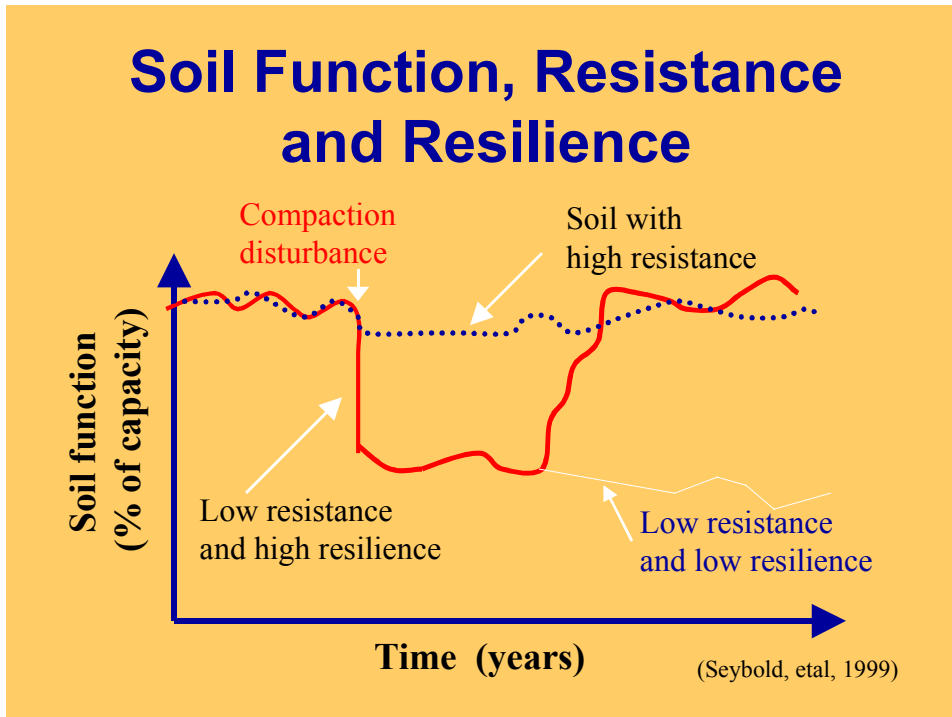 Soil Function, Resistance
and Resilience
Compaction
disturbance
Soil with
high resistance
Soil function
(% of capacity)
Low resistance
and high resilience
Low resistance
and low resilience
Time (years)
(Seybold, etal, 1999)